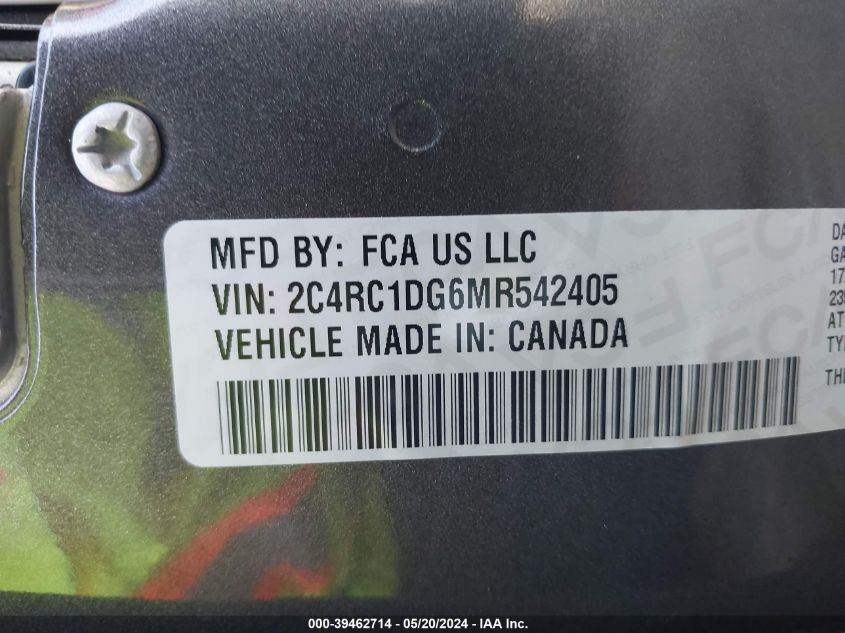 MFD BY: FCA US LLC
VIN: 2C4RC1DG6MR542405
VEHICLE MADE IN: CANADA
000-39462714 - 05/20/2024 - IAA Inc.